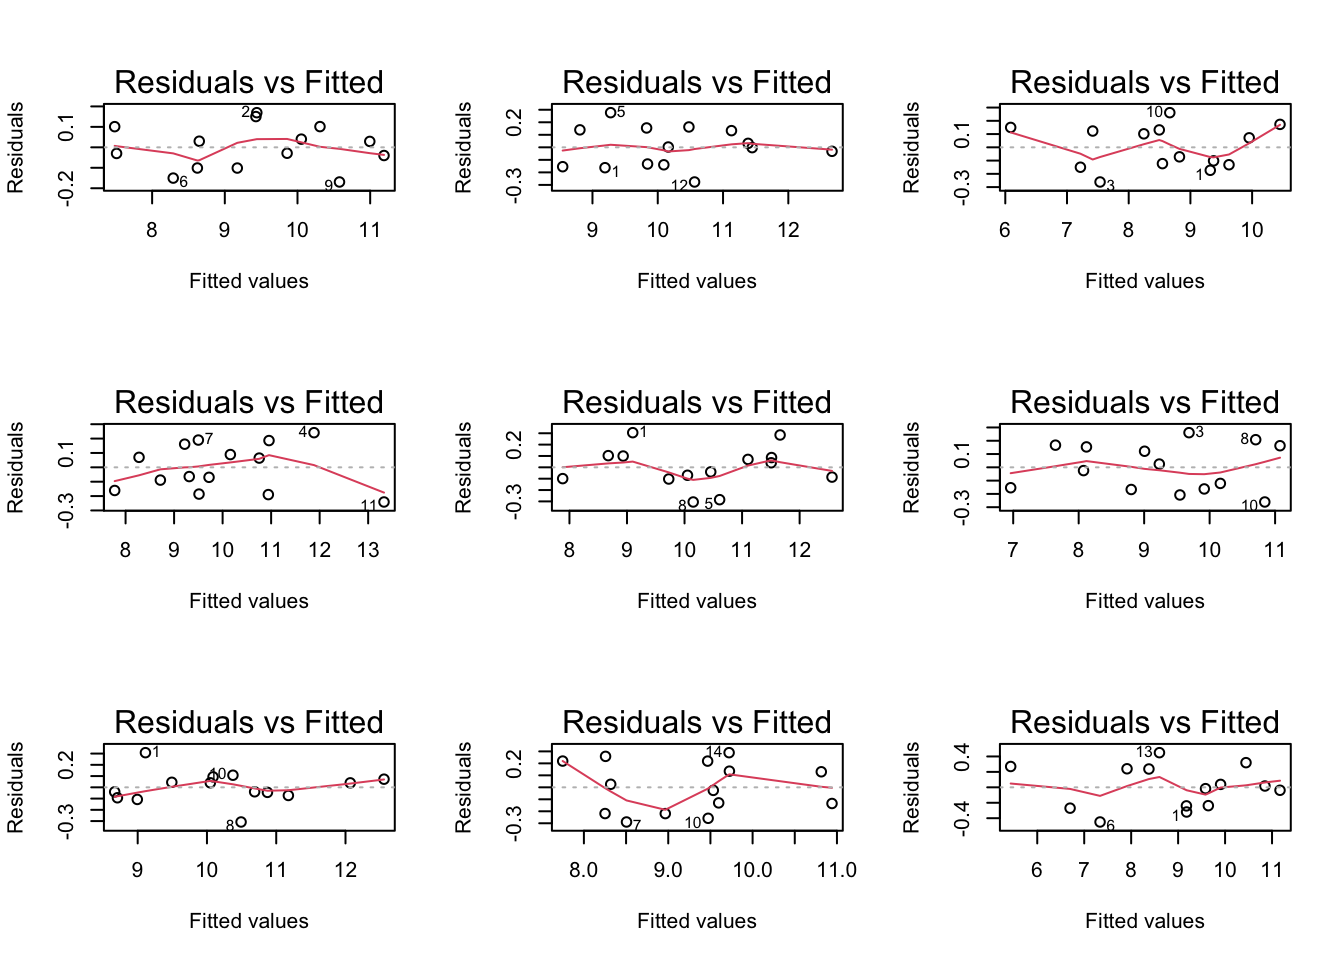 Residuals vs Fitted
Residuals
0.1
-0.2
2
6
9
8 9 10 11
Fitted values
Residuals vs Fitted
Residuals
0.2
-0.3
5
1
12
9 10 11 12
Fitted values
Residuals vs Fitted
Residuals
0.1
-0.3
10
3
1
6 7 8 9 10
Fitted values
Residuals vs Fitted
Residuals
0.1
-0.3
7
4
11
8 9 10 11 12 13
Fitted values
Residuals vs Fitted
Residuals
0.2
-0.3
1
8
5
8 9 10 11 12
Fitted values
Residuals vs Fitted
Residuals
0.1
-0.3
3
8
10
7 8 9 10 11
Fitted values
Residuals vs Fitted
Residuals
0.2
-0.3
1
10
8
9 10 11 12
Fitted values
Residuals vs Fitted
Residuals
0.2
-0.3
14
7
10
8.0 9.0 10.0 11.0
Fitted values
Residuals vs Fitted
Residuals
0.4
-0.4
13
6
1
6 7 8 9 10 11
Fitted values